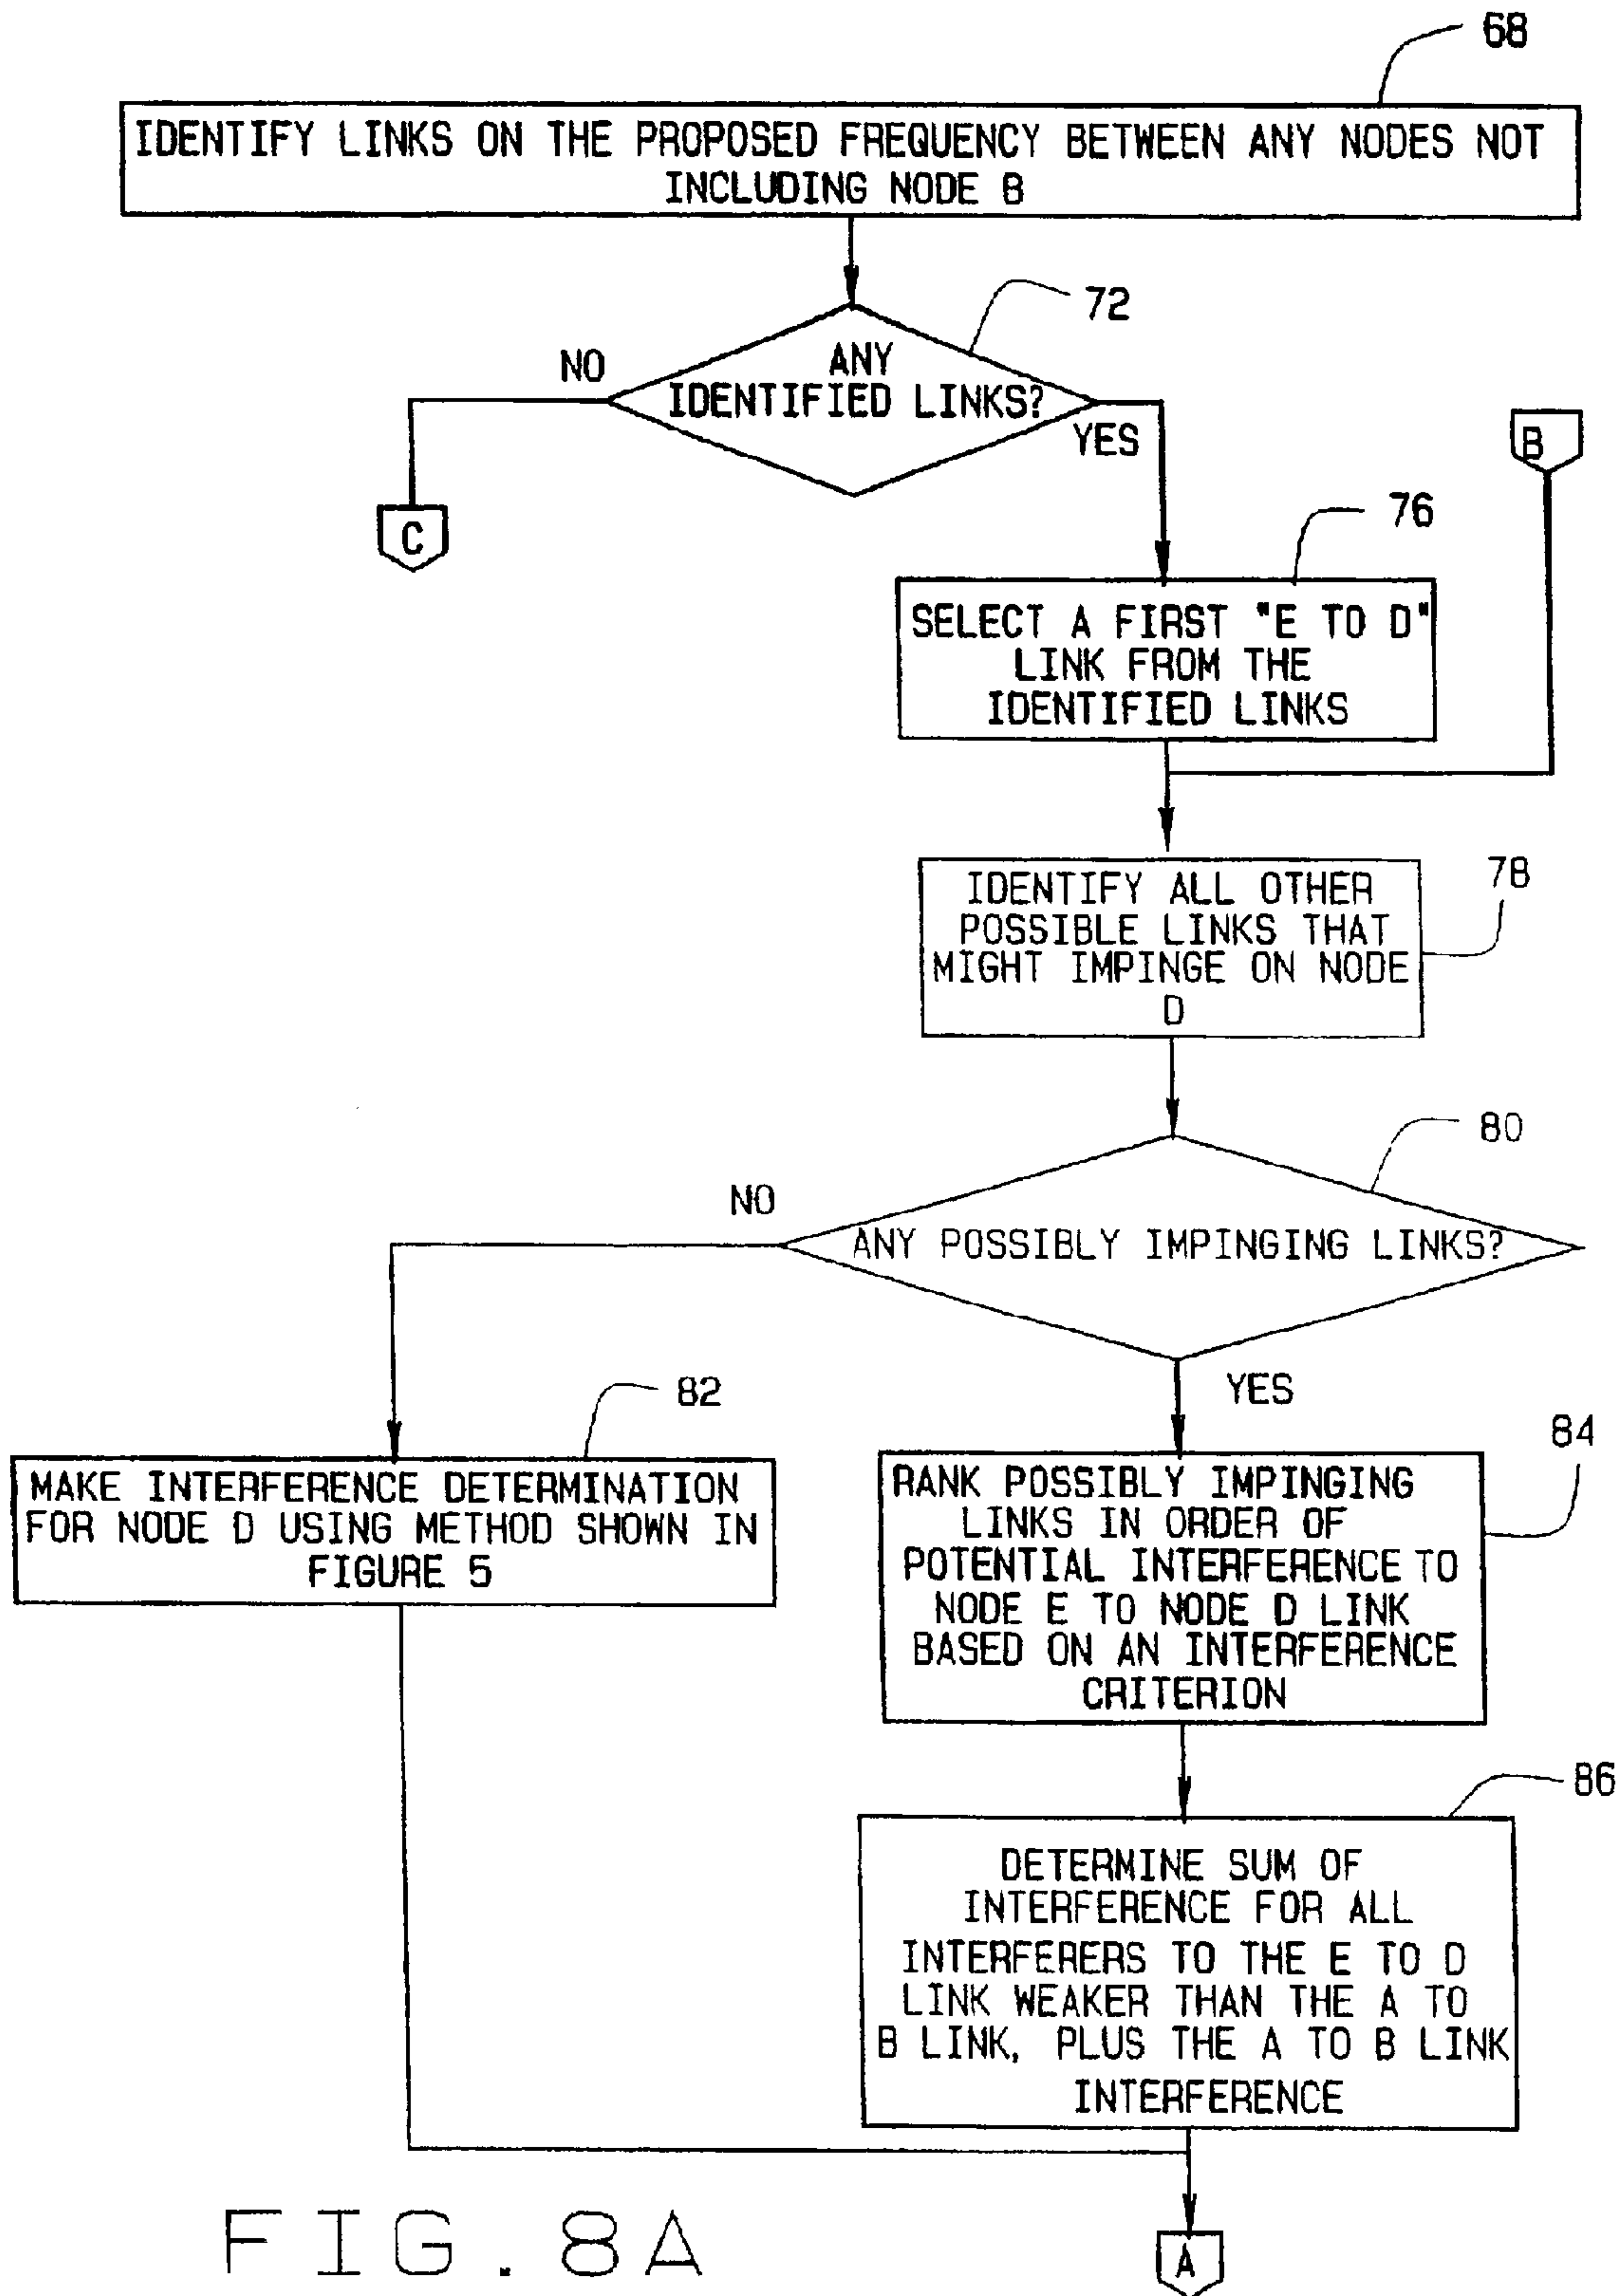 68
IDENTIFY LINKS ON THE PROPOSED FREQUENCY BETWEEN ANY NODES NOT
INCLUDING NODE B
72
NO
ANY
IDENTIFIED LINKS?
YES
B
C
76
SELECT A FIRST "E TO D"
LINK FROM THE
IDENTIFIED LINKS
78
IDENTIFY ALL OTHER
POSSIBLE LINKS THAT
MIGHT IMPINGE ON NODE
D
80
NO
ANY POSSIBLY IMPINGING LINKS?
YES
82
MAKE INTERFERENCE DETERMINATION
FOR NODE D USING METHOD SHOWN IN
FIGURE 5
84
RANK POSSIBLY IMPINGING
LINKS IN ORDER OF
POTENTIAL INTERFERENCE TO
NODE E TO NODE D LINK
BASED ON AN INTERFERENCE
CRITERION
86
DETERMINE SUM OF
INTERFERENCE FOR ALL
INTERFERERS TO THE E TO D
LINK WEAKER THAN THE A TO
B LINK, PLUS THE A TO B LINK
INTERFERENCE
A
FIG. 8A